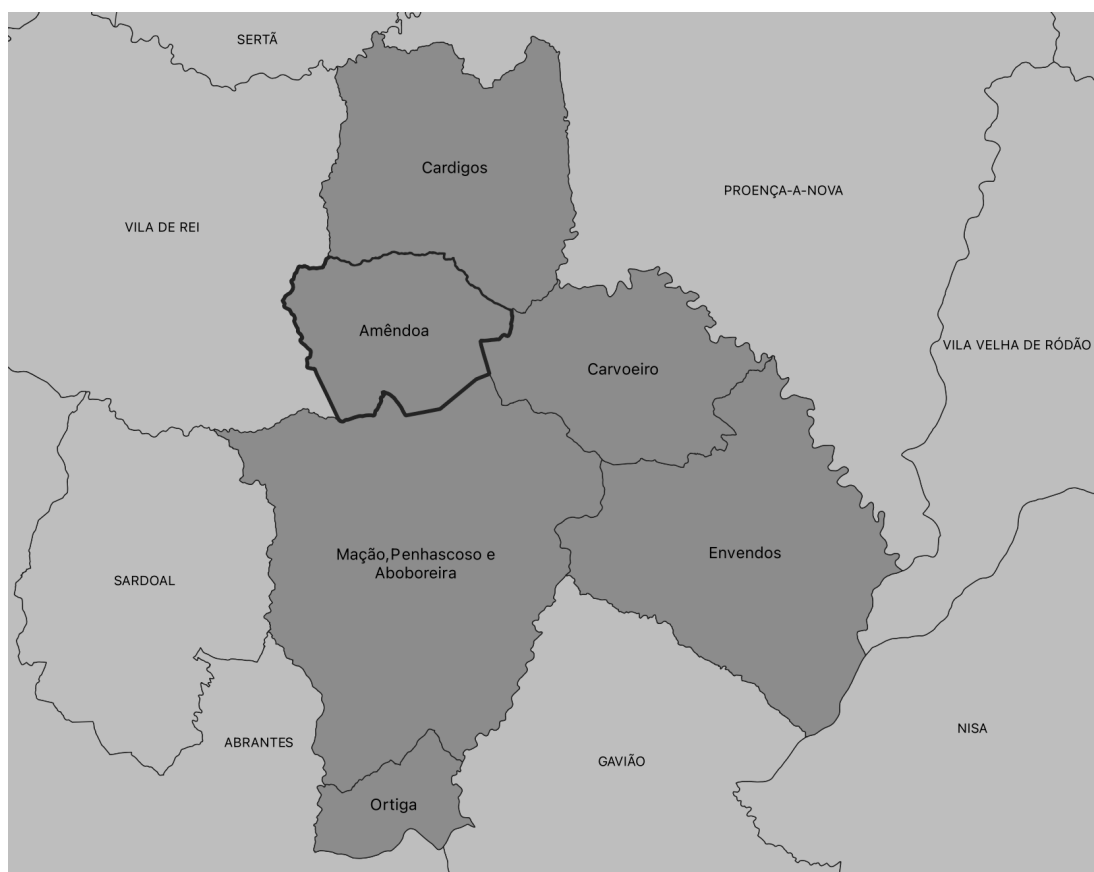 SERTÃ
Cardigos
PROENÇA-A-NOVA
VILA DE REI
Amêndoa
VILA VELHA DE RÓDÃO
Carvoeiro
Mação,Penhascoso e
Aboboreira
Envendos
SARDOAL
NISA
ABRANTES
GAVIÃO
Ortiga